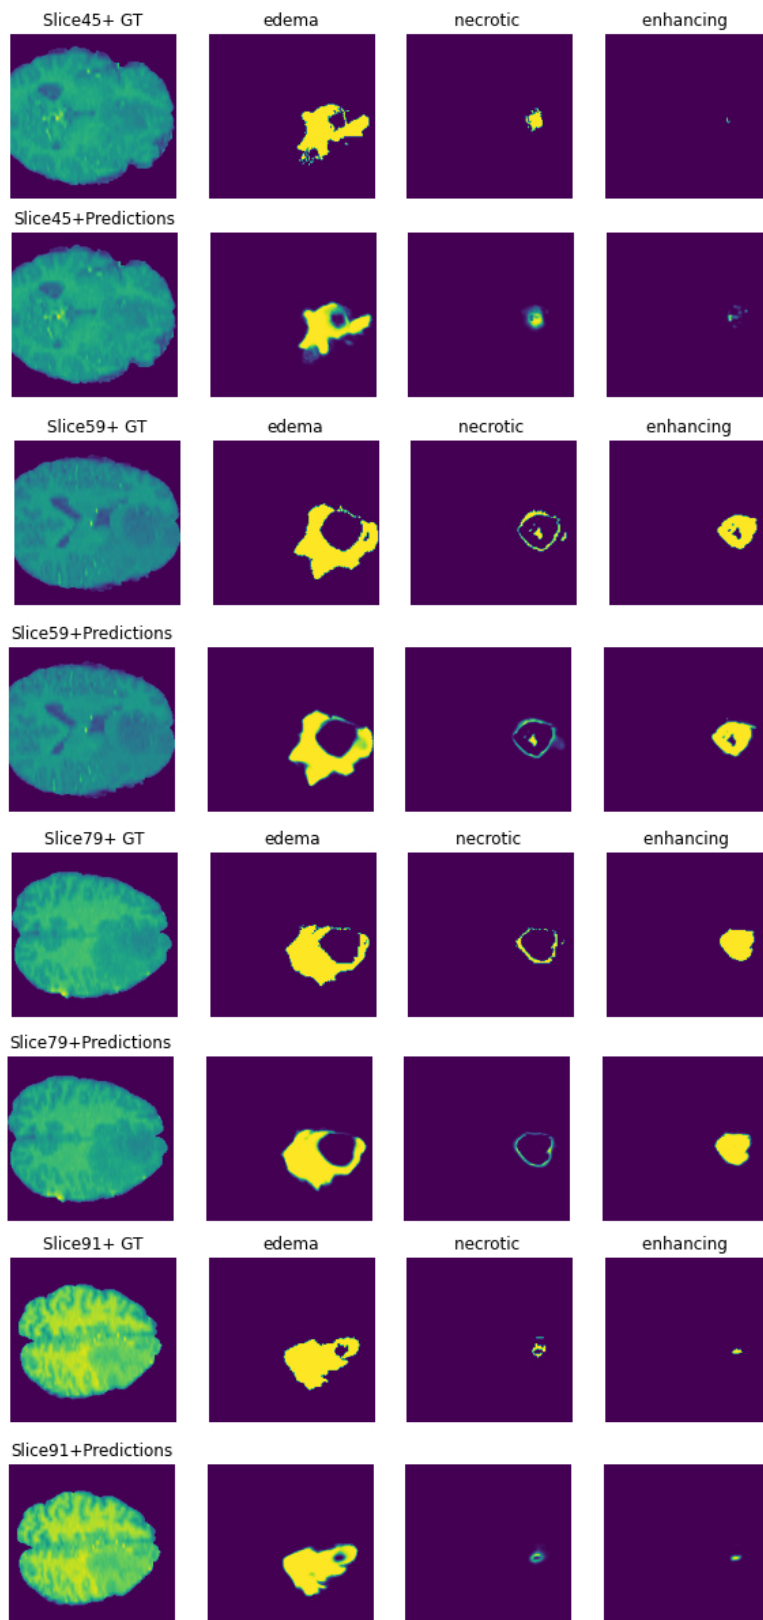 Slice45+ GT edema necrotic enhancing
Slice45+Predictions
Slice59+ GT edema necrotic enhancing
Slice59+Predictions
Slice79+ GT edema necrotic enhancing
Slice79+Predictions
Slice91+ GT edema necrotic enhancing
Slice91+Predictions